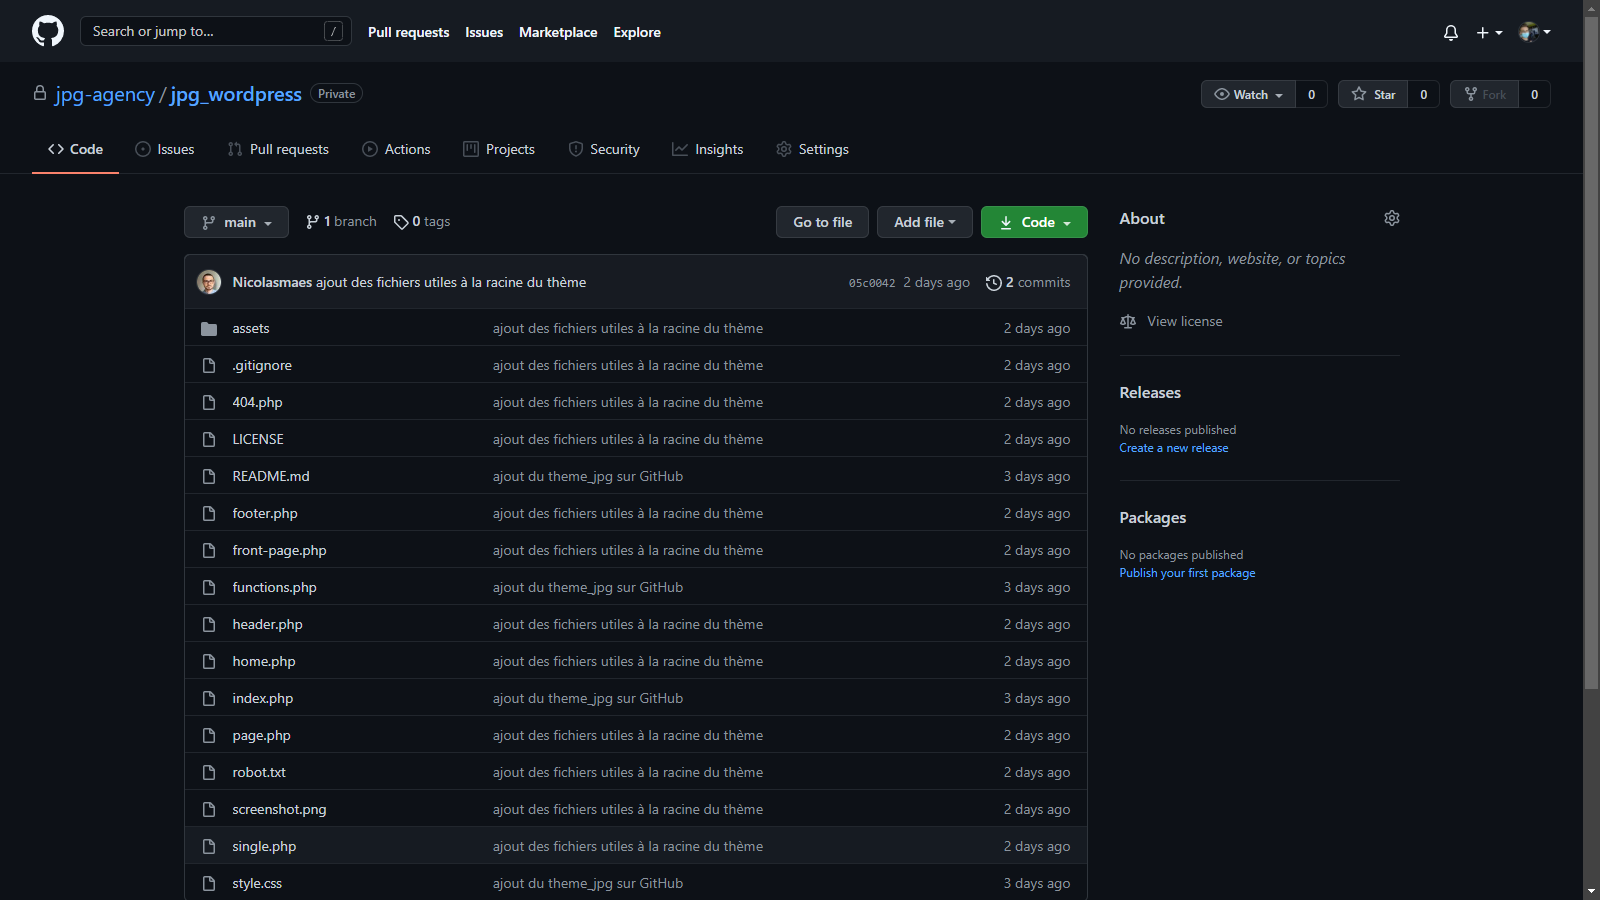 Search or jump to... /
Pull requests Issues Marketplace Explore
jpg-agency / jpg_wordpress Private
Watch 0 Star 0 Fork 0
Code Issues Pull requests Actions Projects Security Insights Settings
main 1 branch 0 tags Go to file Add file Code
Nicolasmaes ajout des fichiers utiles à la racine du thème 05c0042 2 days ago 2 commits
assets ajout des fichiers utiles à la racine du thème 2 days ago
.gitignore ajout des fichiers utiles à la racine du thème 2 days ago
404.php ajout des fichiers utiles à la racine du thème 2 days ago
LICENSE ajout des fichiers utiles à la racine du thème 2 days ago
README.md ajout du theme_jpg sur GitHub 3 days ago
footer.php ajout des fichiers utiles à la racine du thème 2 days ago
front-page.php ajout des fichiers utiles à la racine du thème 2 days ago
functions.php ajout du theme_jpg sur GitHub 3 days ago
header.php ajout des fichiers utiles à la racine du thème 2 days ago
home.php ajout des fichiers utiles à la racine du thème 2 days ago
index.php ajout du theme_jpg sur GitHub 3 days ago
page.php ajout des fichiers utiles à la racine du thème 2 days ago
robot.txt ajout des fichiers utiles à la racine du thème 2 days ago
screenshot.png ajout des fichiers utiles à la racine du thème 2 days ago
single.php ajout des fichiers utiles à la racine du thème 2 days ago
style.css ajout du theme_jpg sur GitHub 3 days ago
About
No description, website, or topics
provided.
View license
Releases
No releases published
Create a new release
Packages
No packages published
Publish your first package